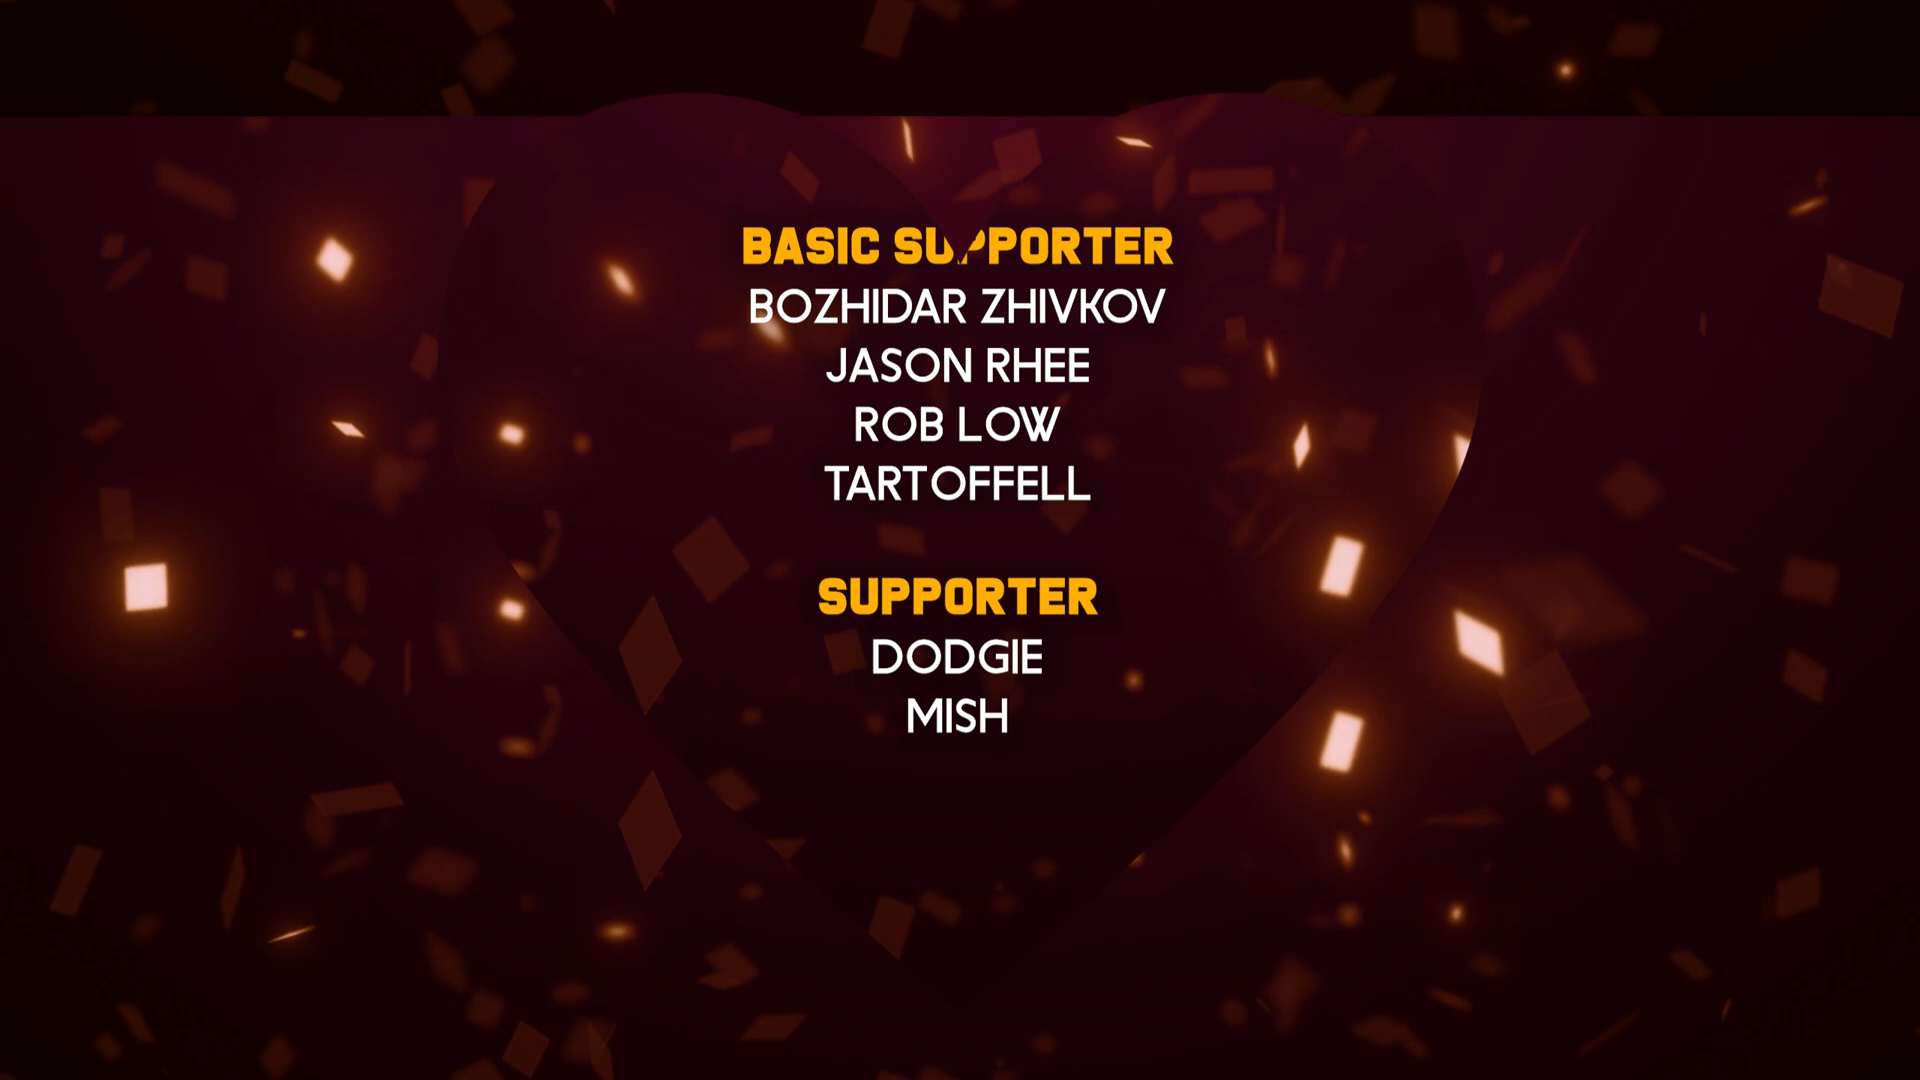 BASIC SUPPORTER
BOZHIDAR ZHIVKOV
JASON RHEE
ROB LOW
TARTOFFELL
SUPPORTER
DODGIE
MISH